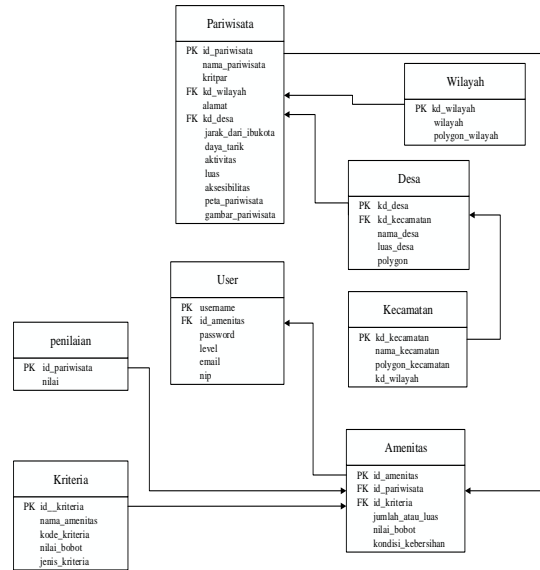 Pariwisata
PK id_pariwisata
nama_pariwisata
kritpar
FK kd_wilayah
alamat
FK kd_desa
jarak_dari_ibukota
daya_tarik
aktivitas
luas
aksesibilitas
peta_pariwisata
gambar_pariwisata
Wilayah
PK kd_wilayah
wilayah
polygon_wilayah
Desa
PK kd_desa
FK kd_kecamatan
nama_desa
luas_desa
polygon
User
PK username
FK id_amenitas
password
level
email
nip
Kecamatan
PK kd_kecamatan
nama_kecamatan
polygon_kecamatan
kd_wilayah
penilaian
PK id_pariwisata
nilai
Amenitas
PK id_amenitas
FK id_pariwisata
FK id_kriteria
jumlah_atau_luas
nilai_bobot
kondisi_kebersihan
Kriteria
PK id__kriteria
nama_amenitas
kode_kriteria
nilai_bobot
jenis_kriteria